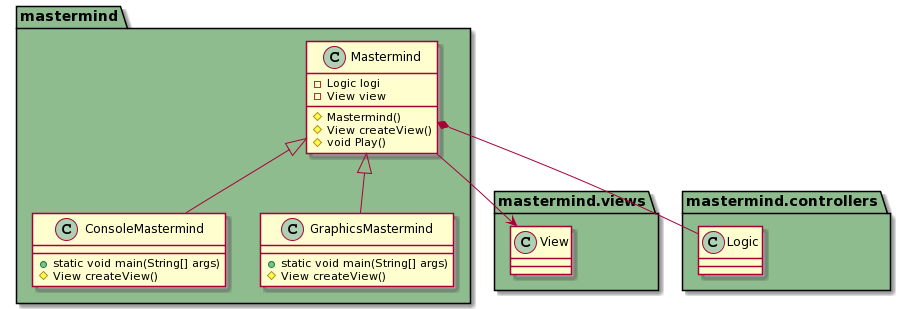 mastermind
C Mastermind
Logic logi
View view
Mastermind()
View createView()
void Play()
C ConsoleMastermind
static void main(String[] args)
View createView()
C GraphicsMastermind
static void main(String[] args)
View createView()
mastermind.views
C View
mastermind.controllers
C Logic